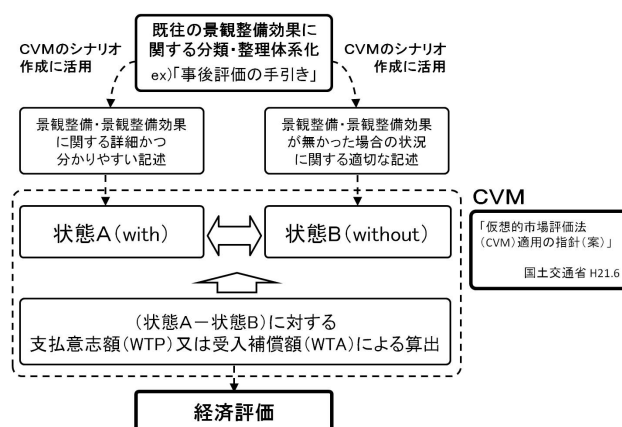 既往の景観整備効果に
関する分類・整理体系化
ex)「事後評価の手引き」
CVMのシナリオ
作成に活用
CVMのシナリオ
作成に活用
景観整備・景観整備効果
に関する詳細かつ
分かりやすい記述
景観整備・景観整備効果
が無かった場合の状況
に関する適切な記述
CVM
状態A(with)
状態B(without)
「仮想的市場評価法
(CVM)適用の指針(案)」
国土交通省 H21.6
(状態A－状態B)に対する
支払意志額(WTP)又は受入補償額(WTA)による算出
経済評価